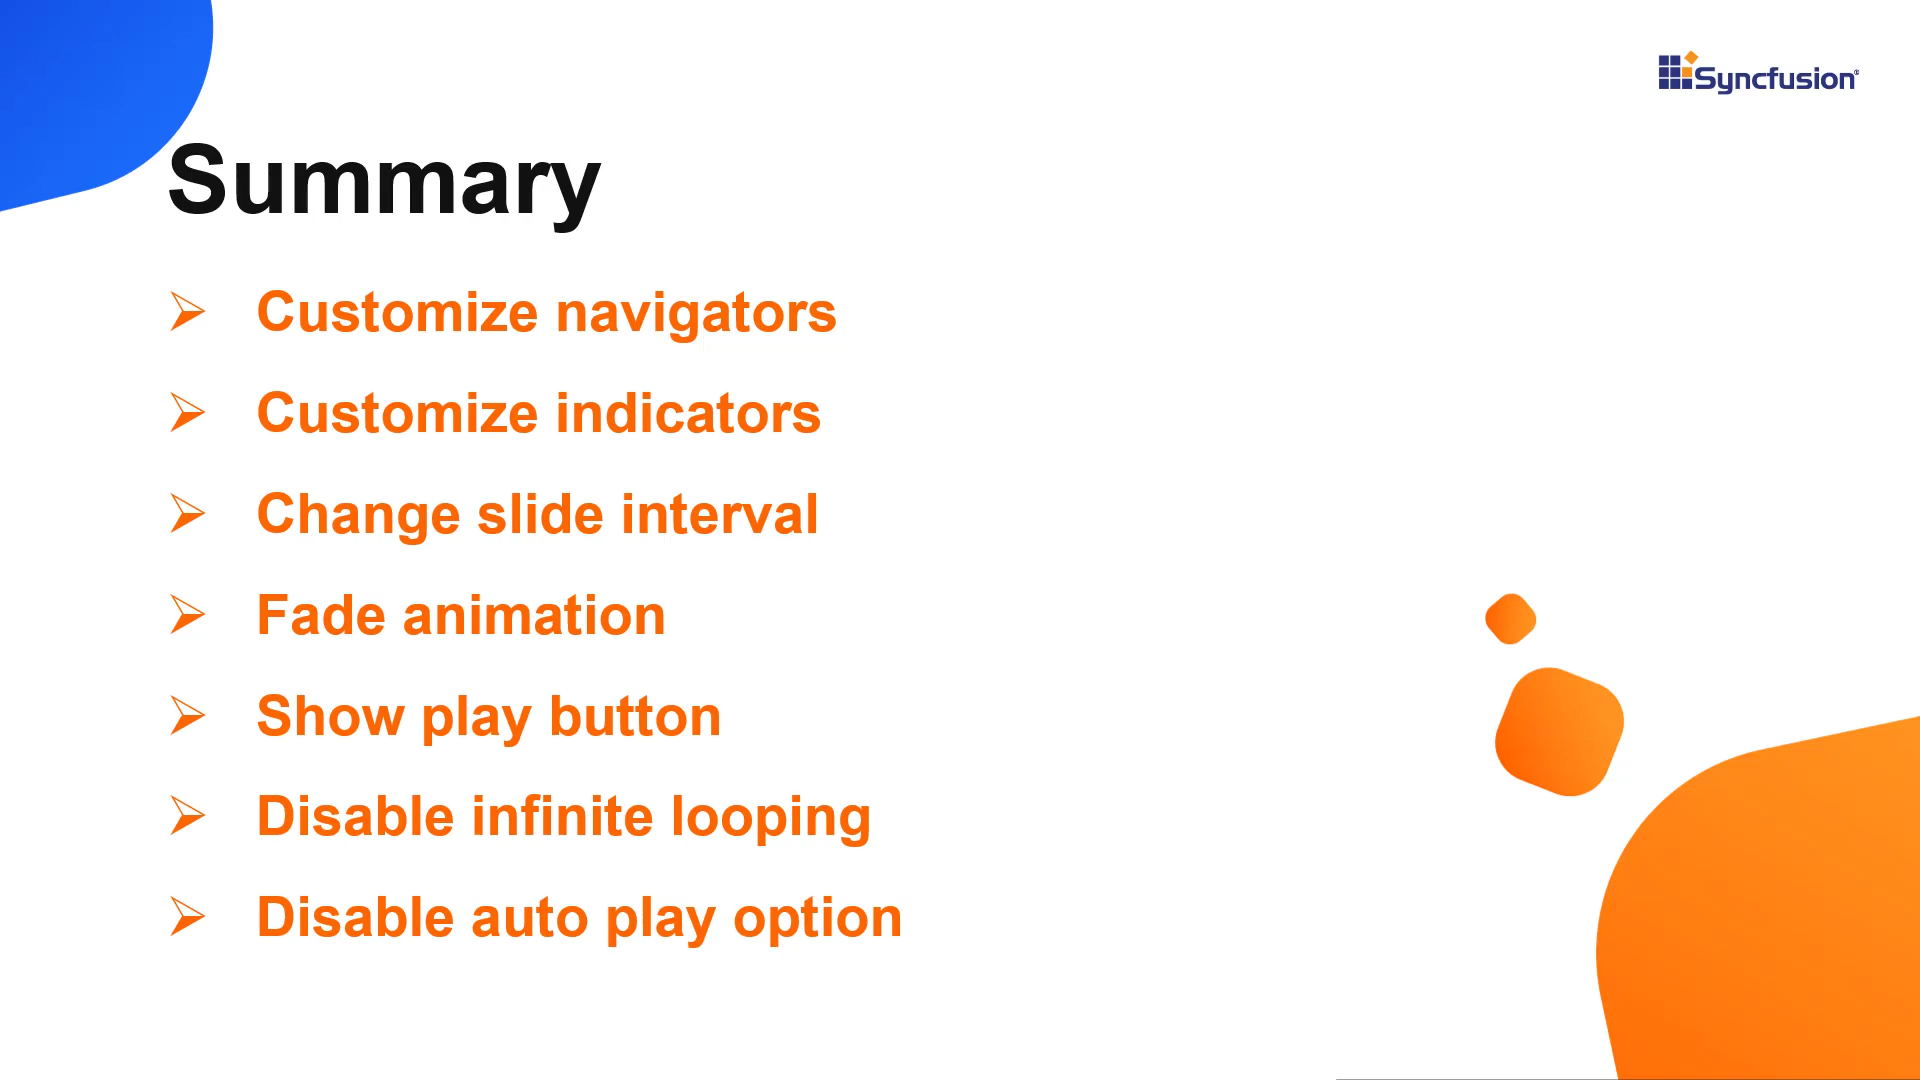 Syncfusion®
Summary
➢ Customize navigators
➢ Customize indicators
➢ Change slide interval
➢ Fade animation
➢ Show play button
➢ Disable infinite looping
➢ Disable auto play option